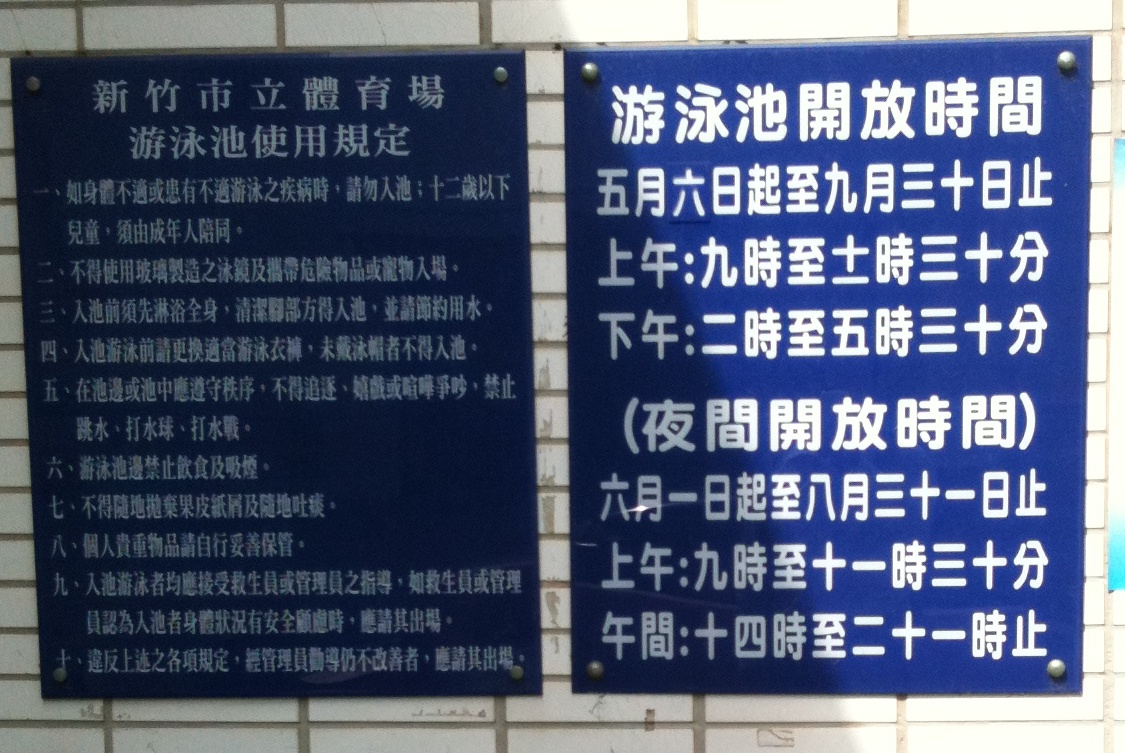 新竹市立體育場
游泳池使用規定
一、如身體不適或患有不適游泳之疾病時，請勿入池；十二歲以下
兒童，須由成年人陪同。
二、不得使用玻璃製造之泳鏡及攜帶危險物品或寵物入場。
三、入池前須先淋浴全身，清潔腳部方得入池，並請節約用水。
四、入池游泳前請更換適當游泳衣褲，未戴泳帽者不得入池。
五、在池邊或池中應遵守秩序，不得追逐、嬉戲或喧嘩爭吵，禁止
跳水、打水球、打水戰。
六、游泳池邊禁止飲食及吸煙。
七、不得隨地拋棄果皮紙屑及隨地吐痰。
八、個人貴重物品請自行妥善保管。
九、入池游泳者均應接受救生員或管理員之指導，如救生員或管理
員認為入池者身體狀況有安全顧慮時，應請其出場。
十、違反上述之各項規定，經管理員勸導仍不改善者，應請其出場。
游泳池開放時間
五月六日起至九月三十日止
上午:九時至十一時三十分
下午:二時至五時三十分
(夜間開放時間)
六月一日起至八月三十一日止
上午:九時至十一時三十分
午間:十四時至二十一時止